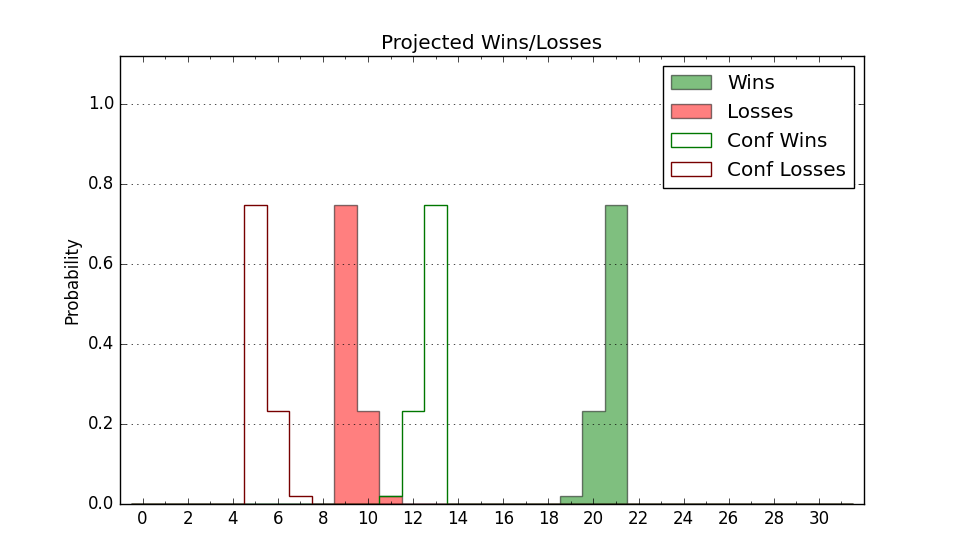 Projected Wins/Losses
Wins
Losses
Conf Wins
Conf Losses
Probability
1.0
0.8
0.6
0.4
0.2
0.0
0 2 4 6 8 10 12 14 16 18 20 22 24 26 28 30